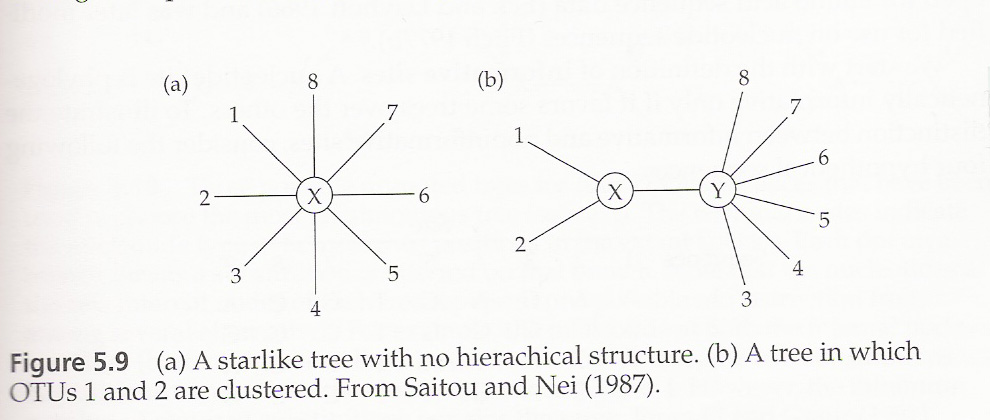 (a)
8
1
7
2
X
6
3
5
4
(b)
8
7
1
6
X
Y
5
2
4
3
Figure 5.9 (a) A starlike tree with no hierachical structure. (b) A tree in which
OTUs 1 and 2 are clustered. From Saitou and Nei (1987).